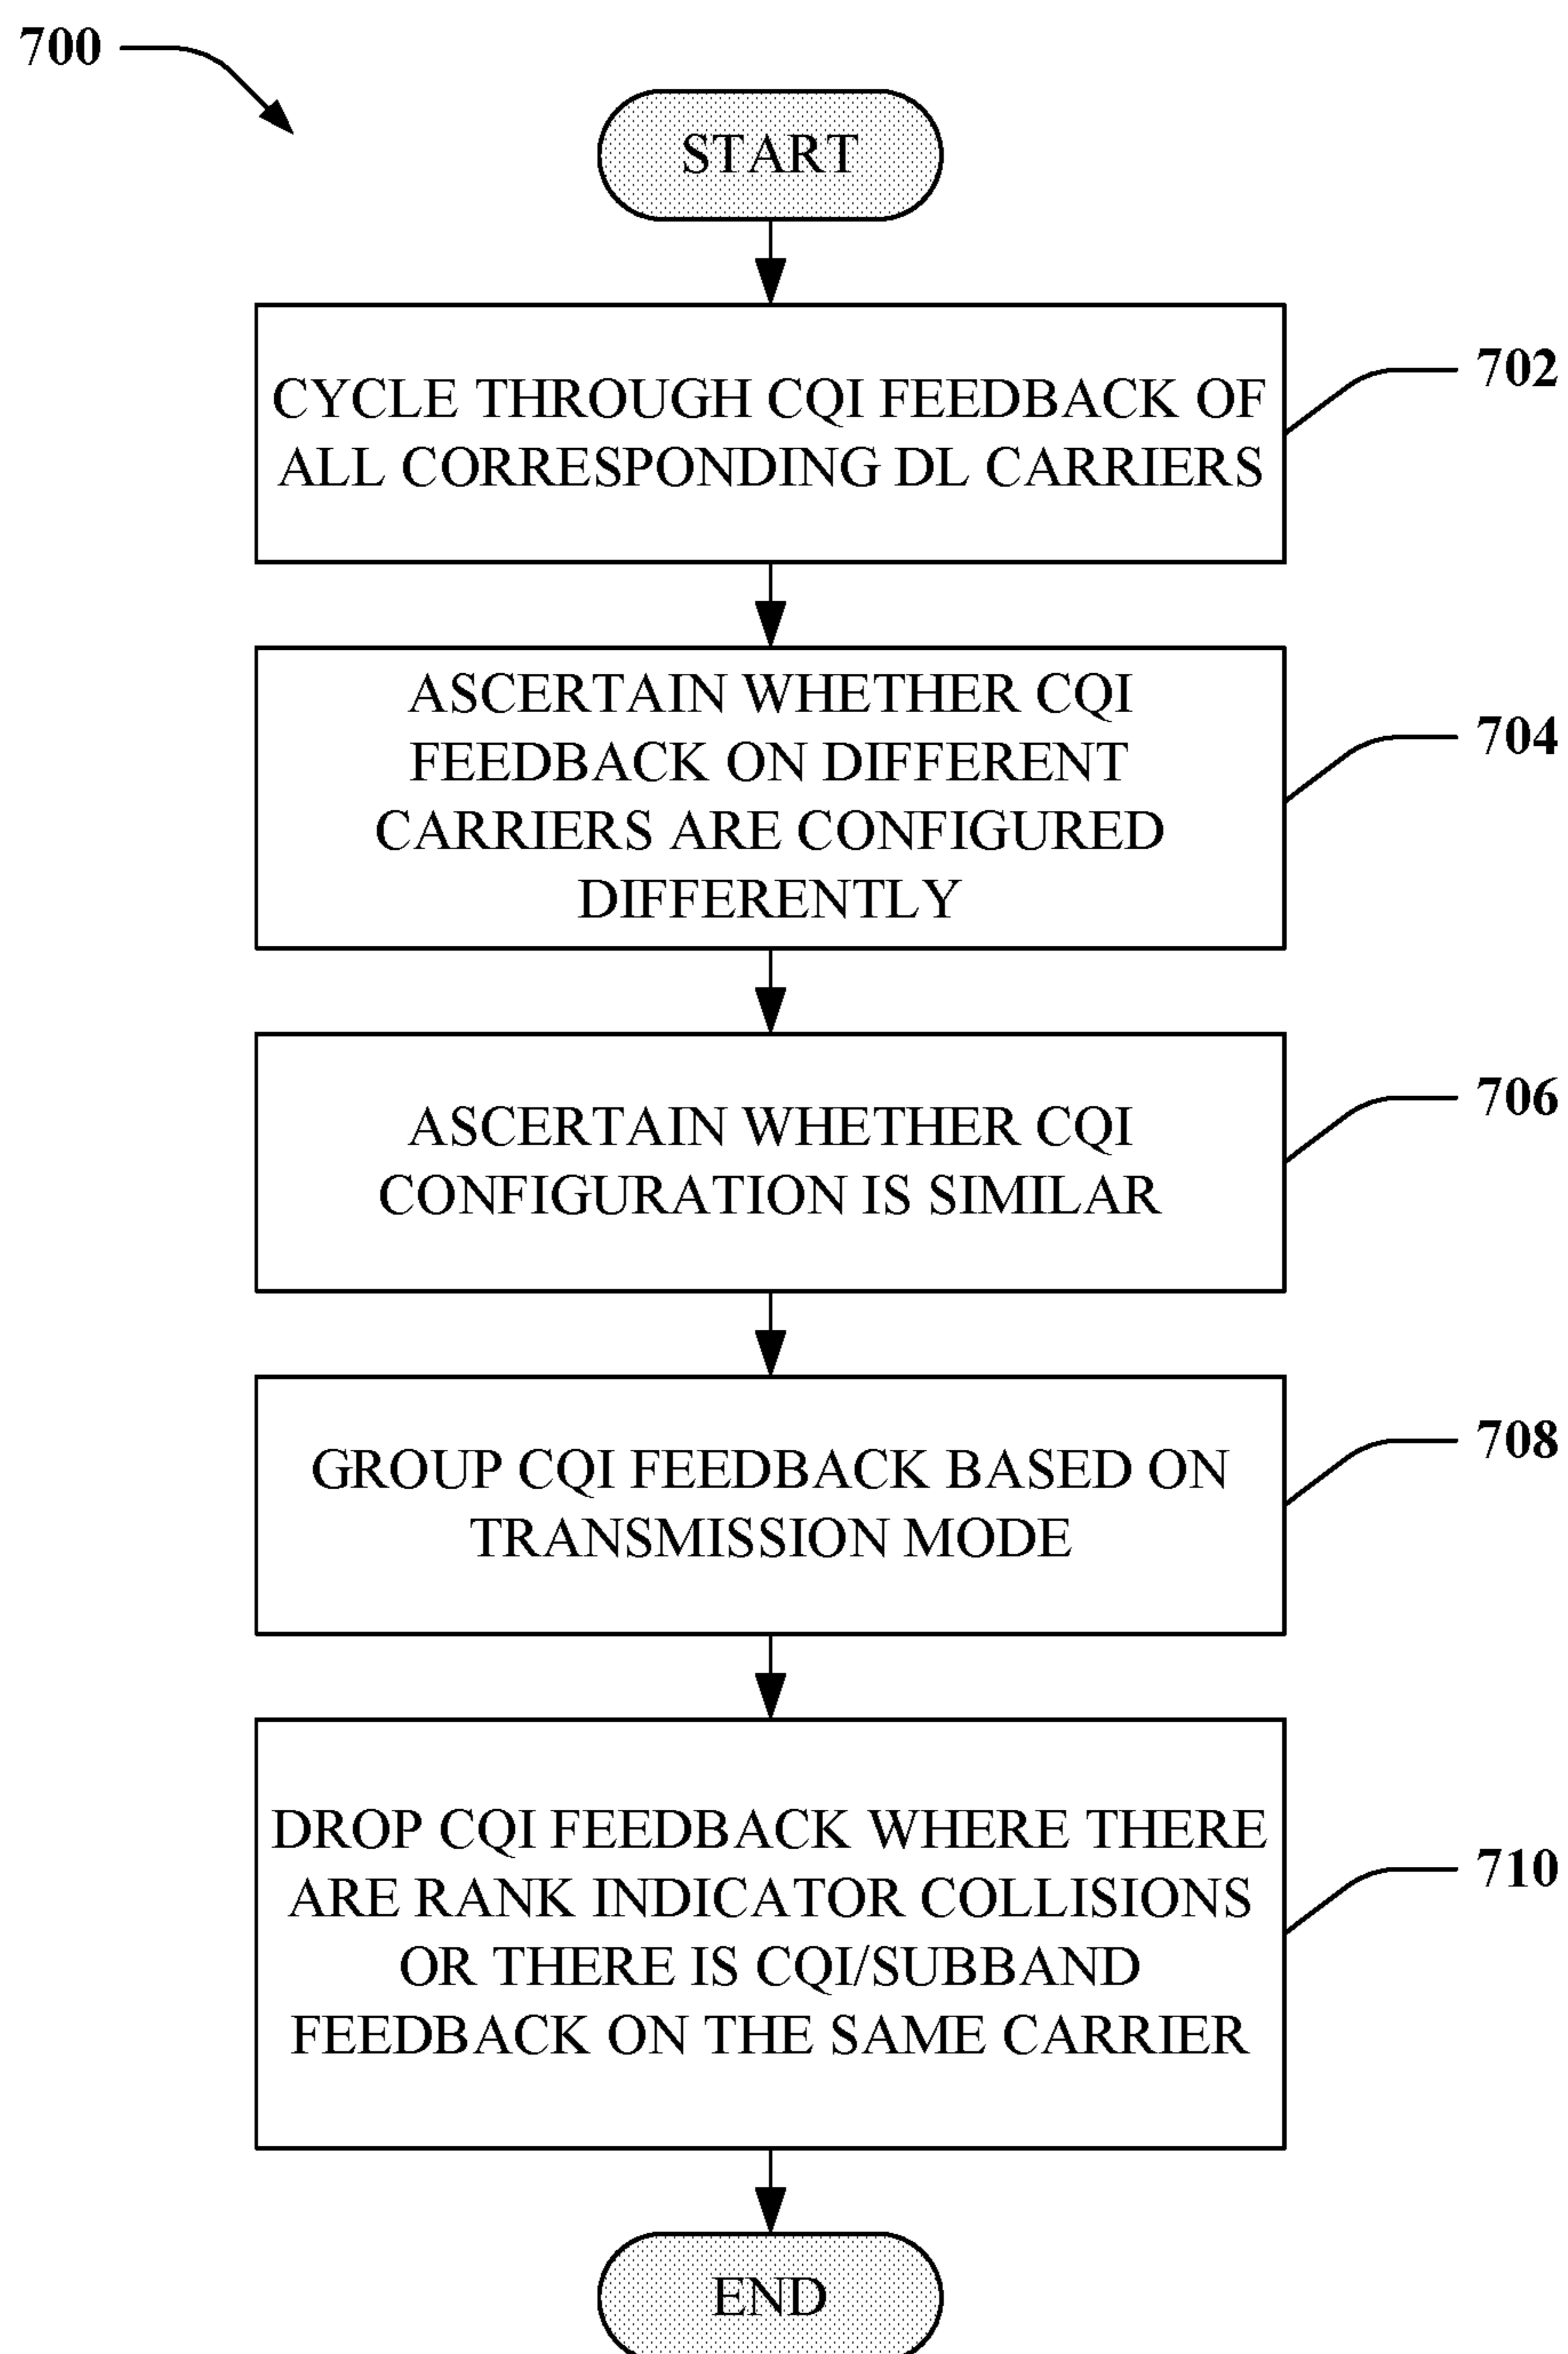 700
START
CYCLE THROUGH CQI FEEDBACK OF
ALL CORRESPONDING DL CARRIERS
702
ASCERTAIN WHETHER CQI
FEEDBACK ON DIFFERENT
CARRIERS ARE CONFIGURED
DIFFERENTLY
704
ASCERTAIN WHETHER CQI
CONFIGURATION IS SIMILAR
706
GROUP CQI FEEDBACK BASED ON
TRANSMISSION MODE
708
DROP CQI FEEDBACK WHERE THERE
ARE RANK INDICATOR COLLISIONS
OR THERE IS CQI/SUBBAND
FEEDBACK ON THE SAME CARRIER
710
END